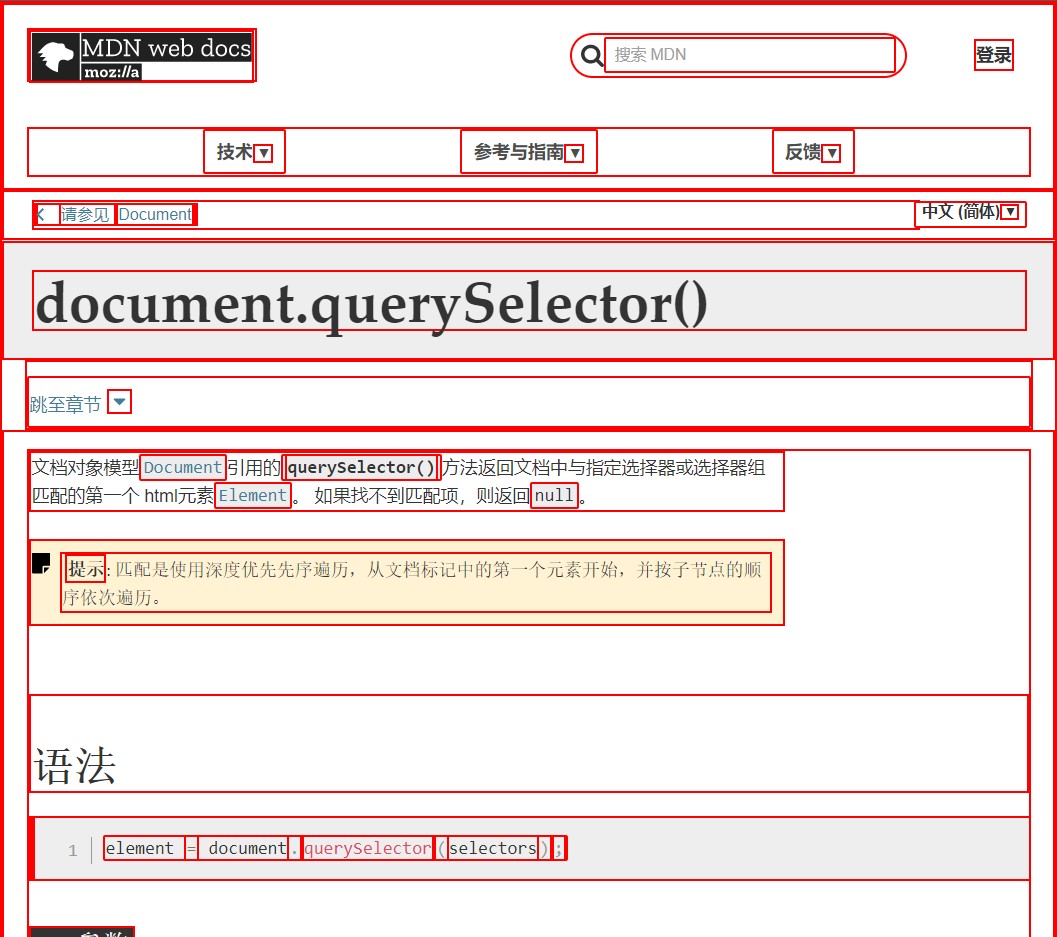 MDN web docs
moz://a
搜索 MDN
登录
技术▼
参考与指南▼
反馈▼
请参见 Document
中文 (简体)▼
document.querySelector()
跳至章节
文档对象模型Document引用的querySelector()方法返回文档中与指定选择器或选择器组
匹配的第一个 html元素Element。 如果找不到匹配项，则返回null。
提示: 匹配是使用深度优先先序遍历，从文档标记中的第一个元素开始，并按子节点的顺
序依次遍历。
语法
1 element = document.querySelector(selectors);